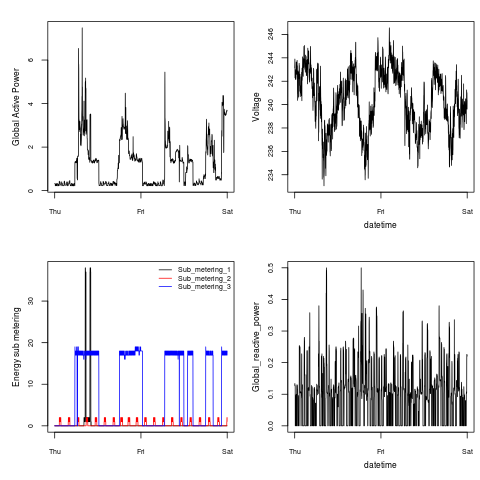 Global Active Power
0 2 4 6
Thu Fri Sat
Voltage
234 236 238 240 242 244 246
Thu Fri Sat
datetime
Energy sub metering
0 10 20 30
Sub_metering_1
Sub_metering_2
Sub_metering_3
Thu Fri Sat
Global_reactive_power
0.0 0.1 0.2 0.3 0.4 0.5
Thu Fri Sat
datetime